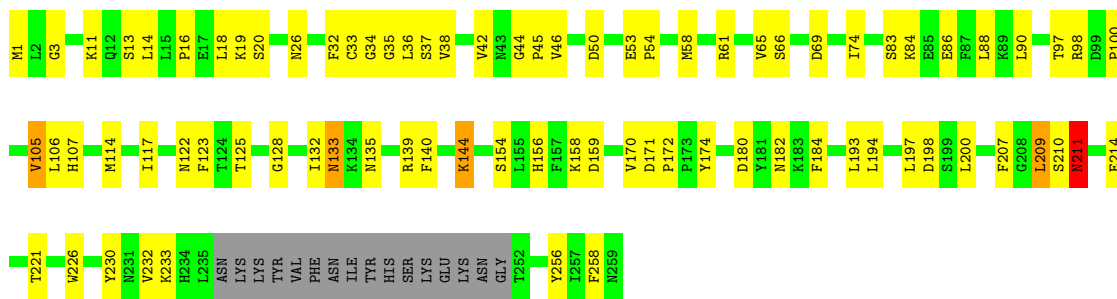 M1 L2 G3 K11 Q12 S13 L14 L15 P16 E17 L18 K19 S20 N26 F32 C33 G34 G35 L36 S37 V38 V42 N43 G44 P45 V46 D50 E53 P54 M58 R61 V65 S66 D69 I74 S83 K84 E85 E86 F87 L88 K89 L90 T97 R98 D99 P100
V105 L106 H107 M114 I117 N122 F123 T124 T125 G128 I132 N133 K134 N135 R139 F140 K144 S154 L155 H156 F157 K158 D159 V170 D171 P172 P173 Y174 D180 Y181 N182 K183 F184 L193 L194 L197 D198 S199 L200 F207 G208 L209 S210 N211 E214
T221 W226 Y230 N231 V232 K233 H234 L235 ASN LYS LYS TYR VAL PHE ASN ILE TYR HIS SER LYS GLU LYS ASN GLY T252 Y256 I257 F258 N259